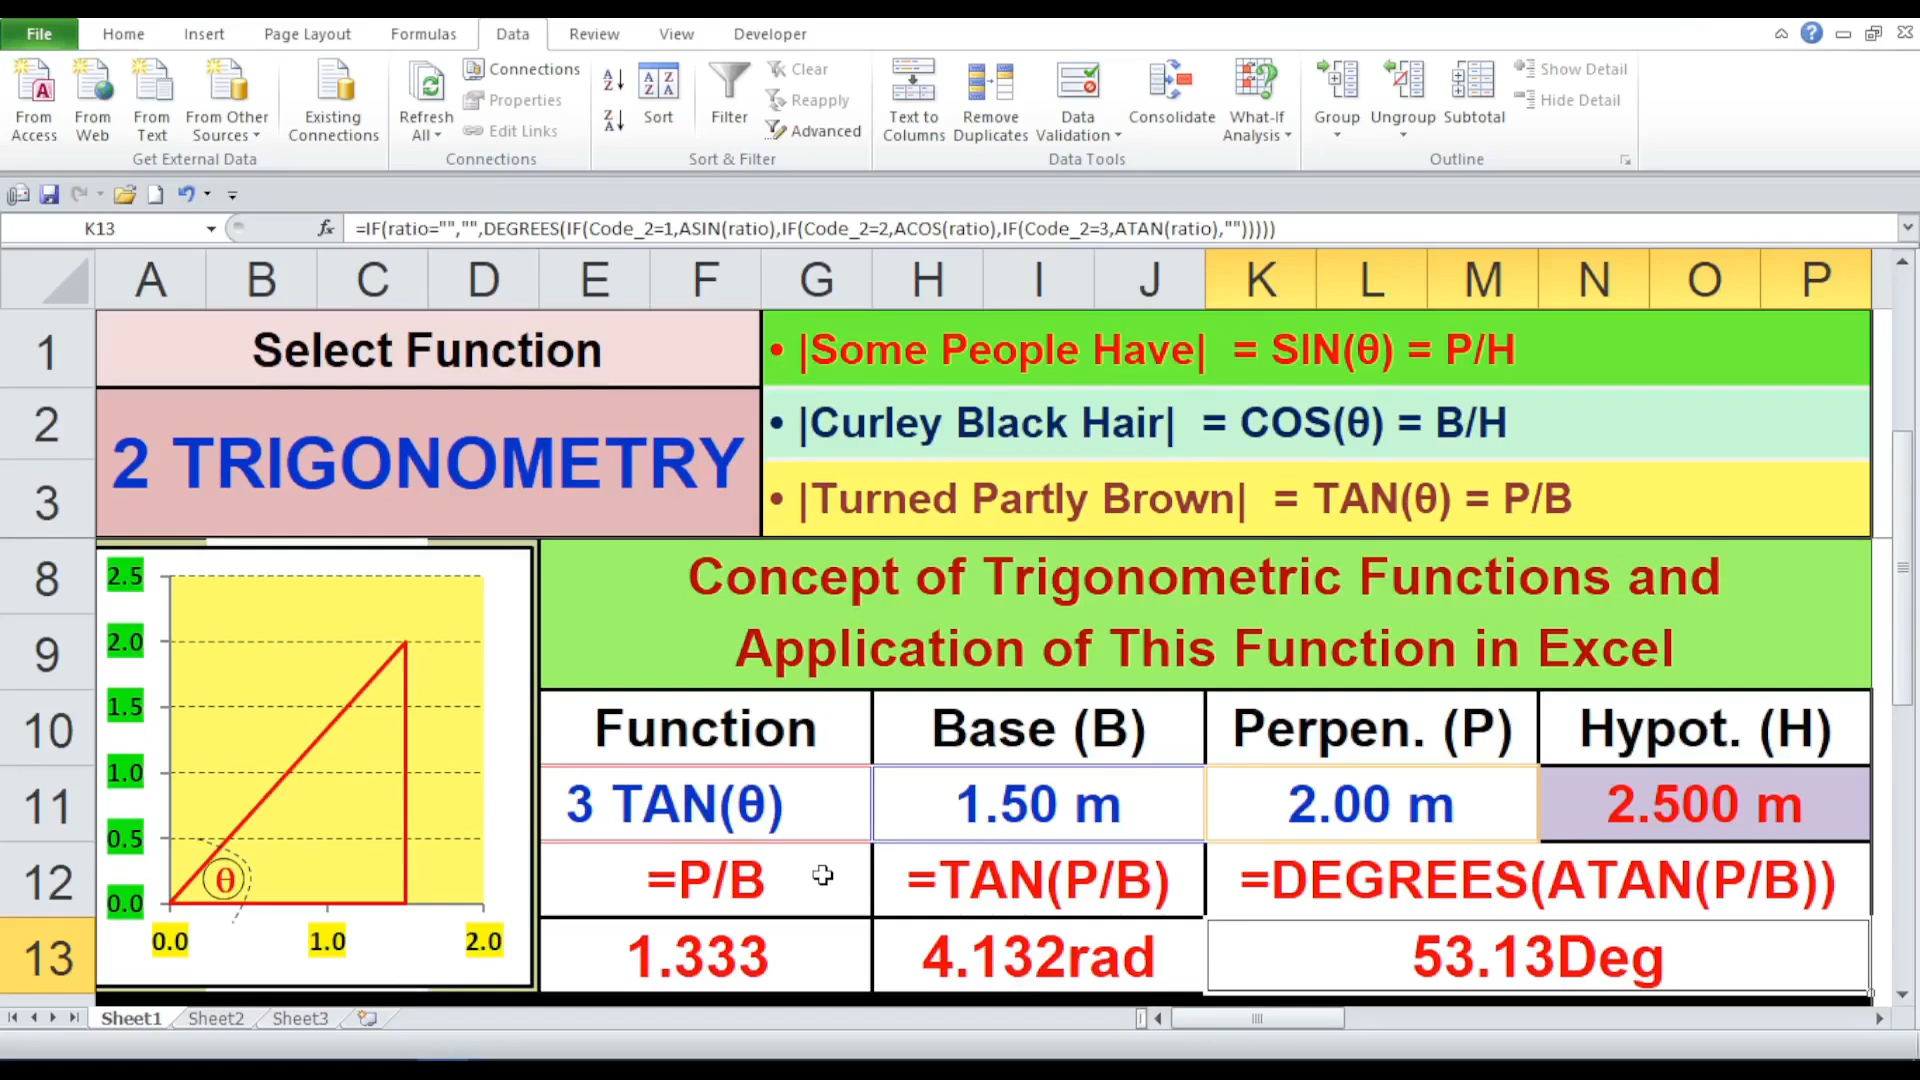 File Home Insert Page Layout Formulas Data Review View Developer
From Access
From Web
From Text
From Other Sources
Existing Connections
Get External Data
Refresh All
Connections
Properties
Edit Links
Connections
Sort
Filter
Clear
Reapply
Advanced
Sort & Filter
Text to Columns
Remove Duplicates
Data Validation
Consolidate
What-If Analysis
Data Tools
Group
Ungroup
Subtotal
Show Detail
Hide Detail
Outline
K13 fx =IF(ratio="","",DEGREES(IF(Code_2=1,ASIN(ratio),IF(Code_2=2,ACOS(ratio),IF(Code_2=3,ATAN(ratio),"")))))
A B C D E F G H I J K L M N O P
1 Select Function • |Some People Have| = SIN(θ) = P/H
2 • |Curley Black Hair| = COS(θ) = B/H
2 TRIGONOMETRY
3 • |Turned Partly Brown| = TAN(θ) = P/B
8 Concept of Trigonometric Functions and
9 Application of This Function in Excel
10 Function Base (B) Perpen. (P) Hypot. (H)
11 3 TAN(θ) 1.50 m 2.00 m 2.500 m
12 =P/B =TAN(P/B) =DEGREES(ATAN(P/B))
13 1.333 4.132rad 53.13Deg
2.5
2.0
1.5
1.0
0.5
0.0
θ
0.0 1.0 2.0
Sheet1 Sheet2 Sheet3